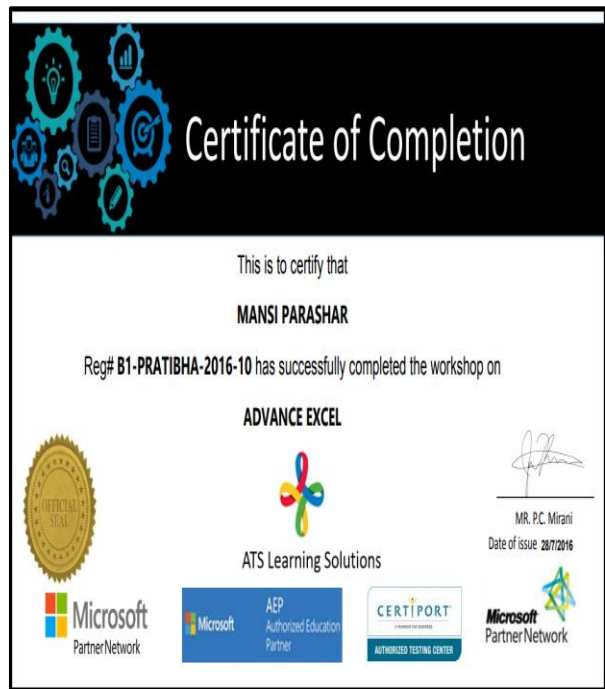 Certificate of Completion
This is to certify that
MANSI PARASHAR
Reg# B1-PRATIBHA-2016-10 has successfully completed the workshop on
ADVANCE EXCEL
OFFICIAL
SEAL
ATS Learning Solutions
MR. P.C. Mirani
Date of issue 28/7/2016
Microsoft
Partner Network
Microsoft
AEP
Authorized Education
Partner
CERTIPORT
AUTHORIZED TESTING CENTER
Microsoft
Partner Network